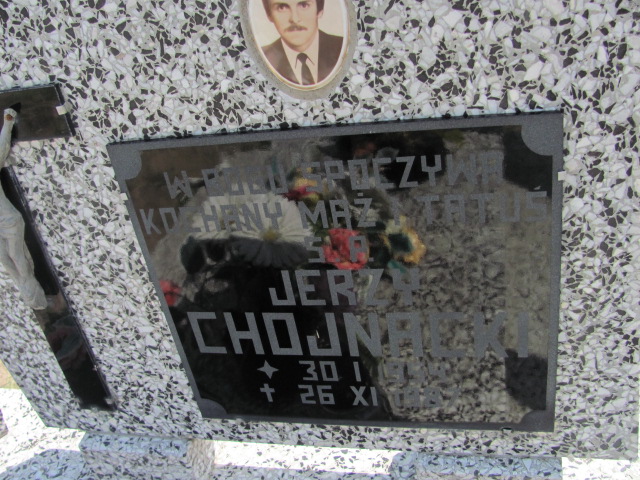 W BOGU SPOCZYWA
KOCHANY MĄŻ I TATUŚ
Ś. P.
JERZY
CHOJNACKI
30 I
26 XI